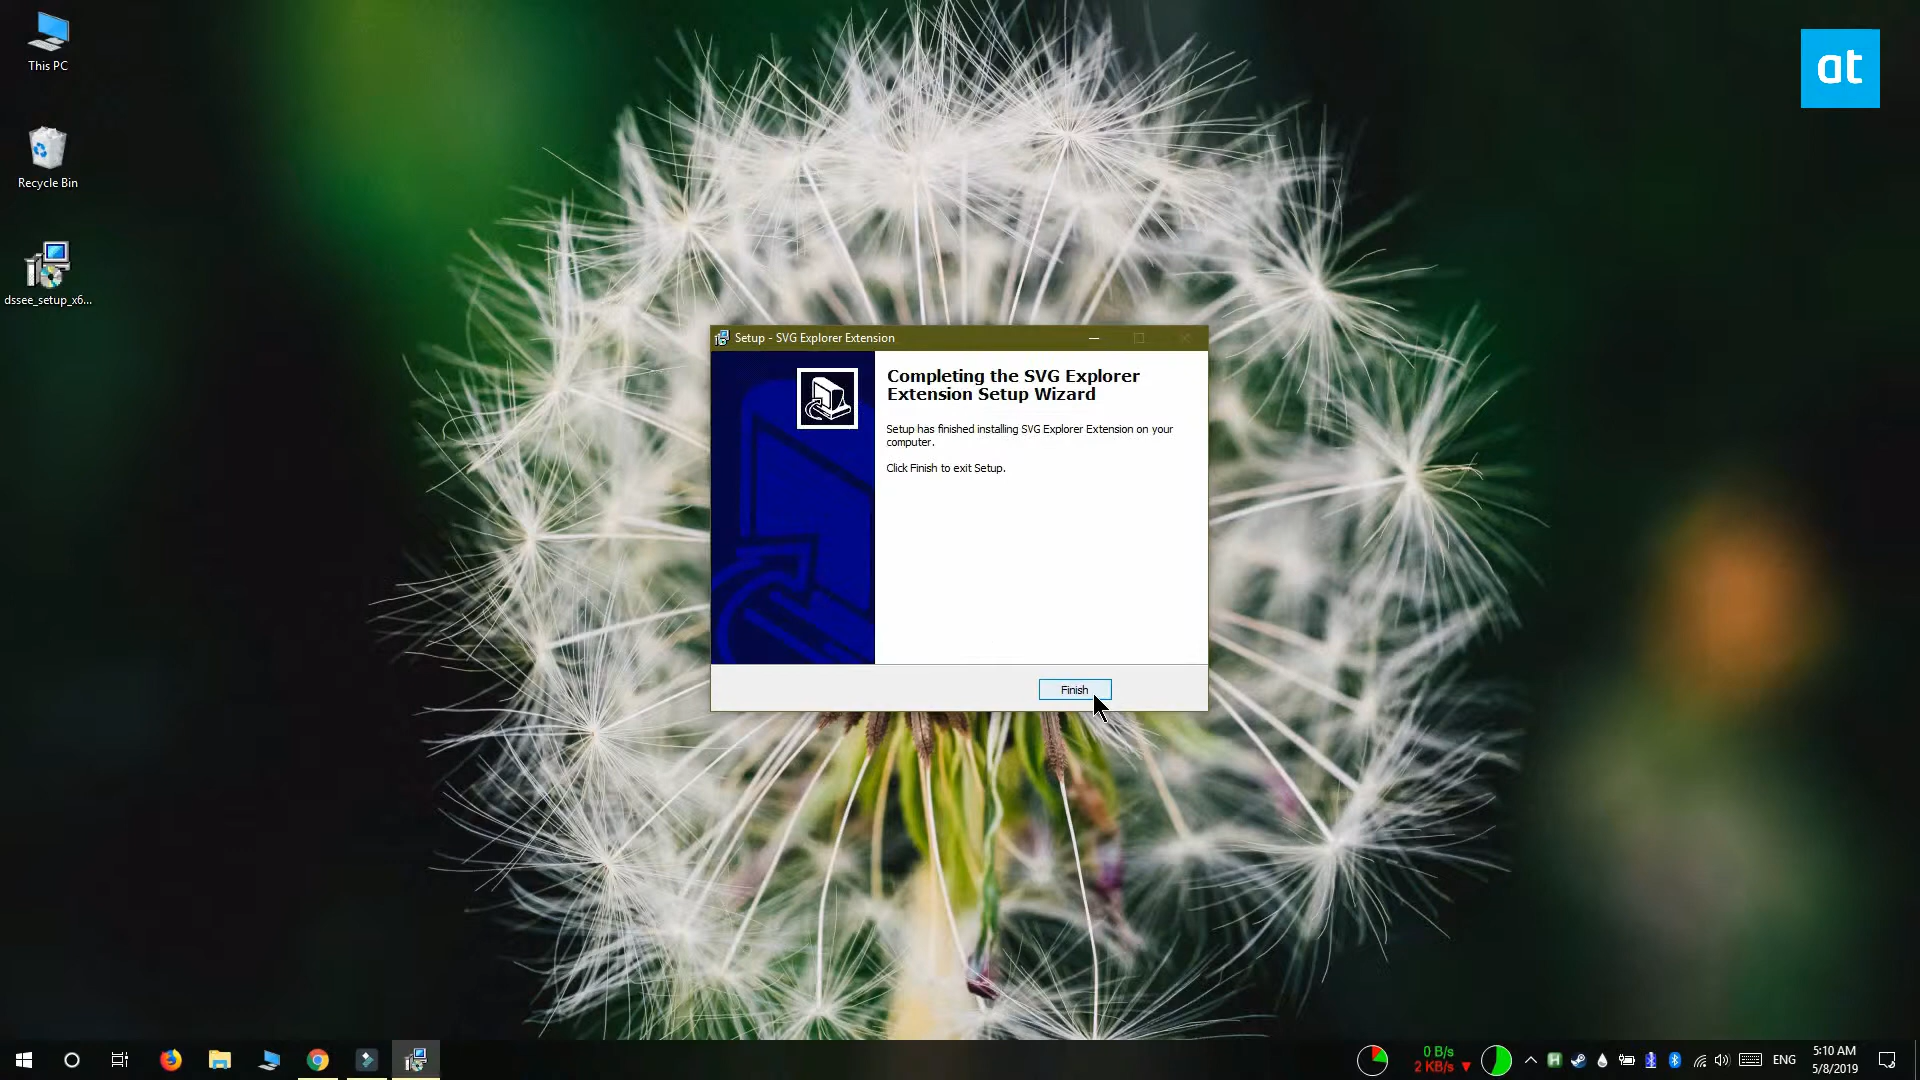 This PC
at
Recycle Bin
dssee_setup_x6...
Setup - SVG Explorer Extension
Completing the SVG Explorer
Extension Setup Wizard
Setup has finished installing SVG Explorer Extension on your
computer.
Click Finish to exit Setup.
Finish
0 B/s
2 KB/s
H
ENG
5:10 AM
5/8/2019